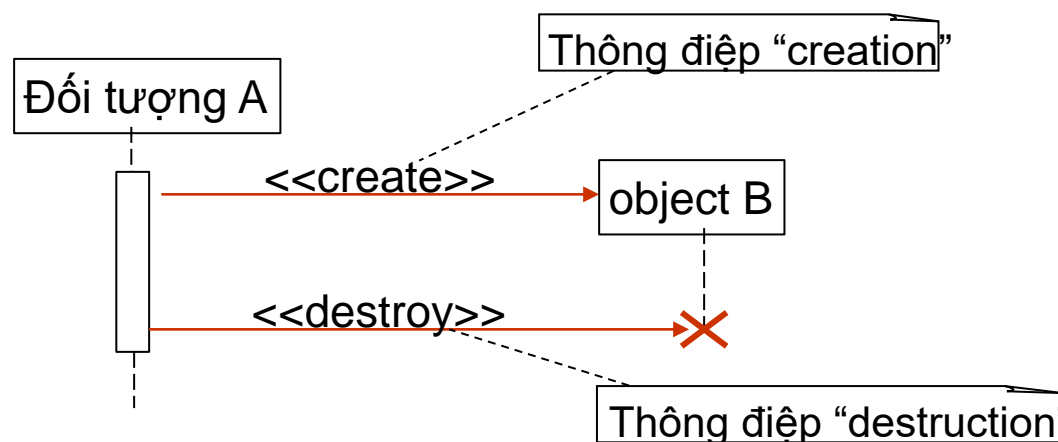 Thông điệp “creation”
Đối tượng A
<<create>>
object B
<<destroy>>
Thông điệp “destruction”